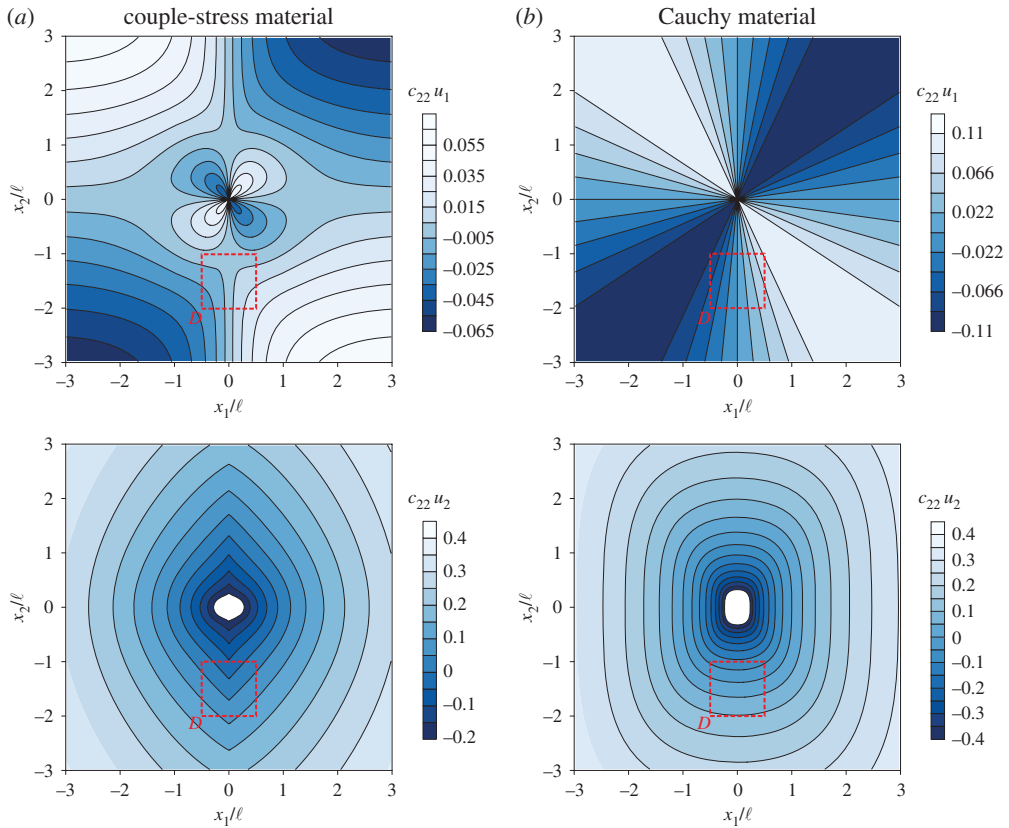 (a) couple-stress material
(b) Cauchy material
3
2
1
0
–1
–2
–3
x₂/ℓ
–3 –2 –1 0 1 2 3
x₁/ℓ
D
c₂₂ u₁
0.055
0.035
0.015
–0.005
–0.025
–0.045
–0.065
3
2
1
0
–1
–2
–3
x₂/ℓ
–3 –2 –1 0 1 2 3
x₁/ℓ
D
c₂₂ u₁
0.11
0.066
0.022
–0.022
–0.066
–0.11
3
2
1
0
–1
–2
–3
x₂/ℓ
–3 –2 –1 0 1 2 3
x₁/ℓ
D
c₂₂ u₂
0.4
0.3
0.2
0.1
0
–0.1
–0.2
3
2
1
0
–1
–2
–3
x₂/ℓ
–3 –2 –1 0 1 2 3
x₁/ℓ
D
c₂₂ u₂
0.4
0.3
0.2
0.1
0
–0.1
–0.2
–0.3
–0.4